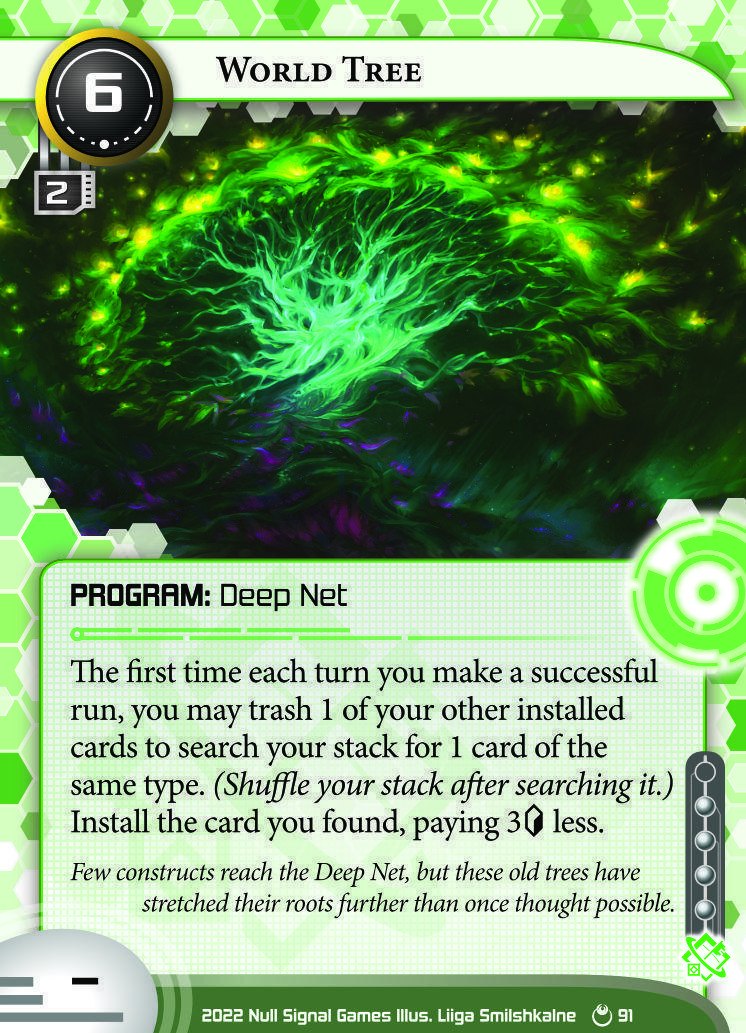 6
World Tree
2
PROGRAM: Deep Net
The first time each turn you make a successful
run, you may trash 1 of your other installed
cards to search your stack for 1 card of the
same type. (Shuffle your stack after searching it.)
Install the card you found, paying 3 less.
Few constructs reach the Deep Net, but these old trees have
stretched their roots further than once thought possible.
–
2022 Null Signal Games Illus. Liiga Smilshkalne 91